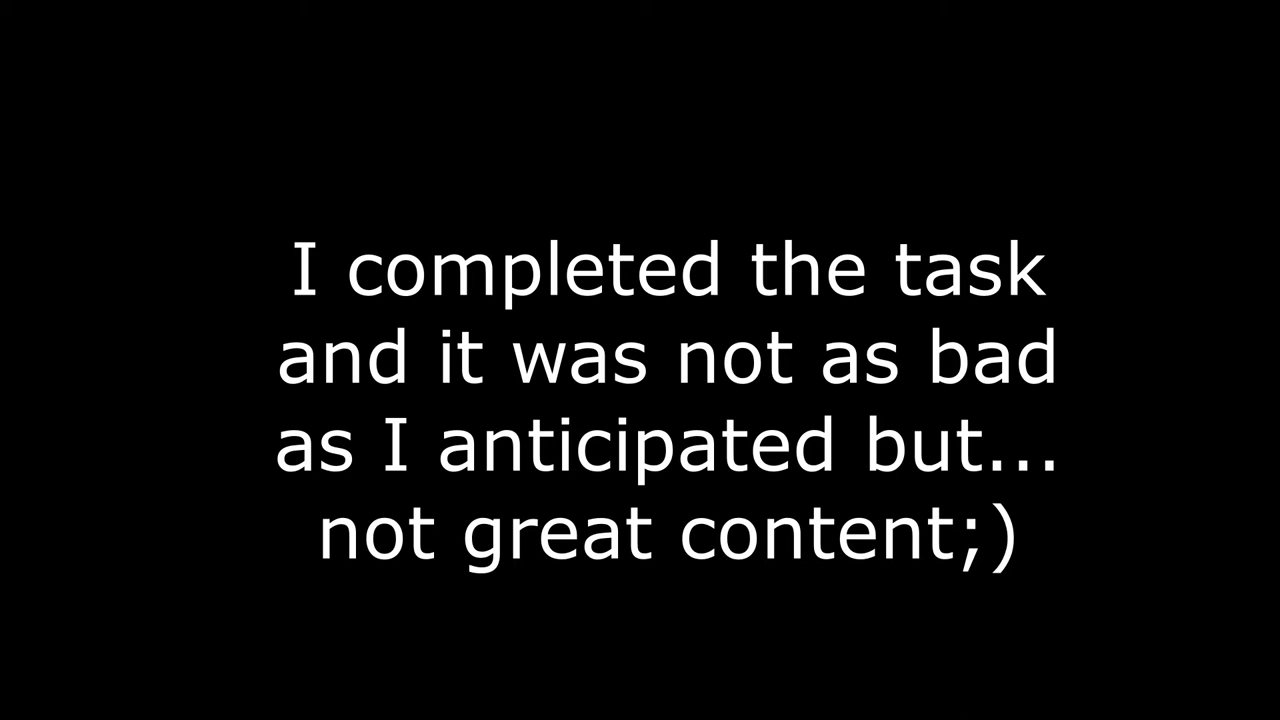 I completed the task
and it was not as bad
as I anticipated but...
not great content;)